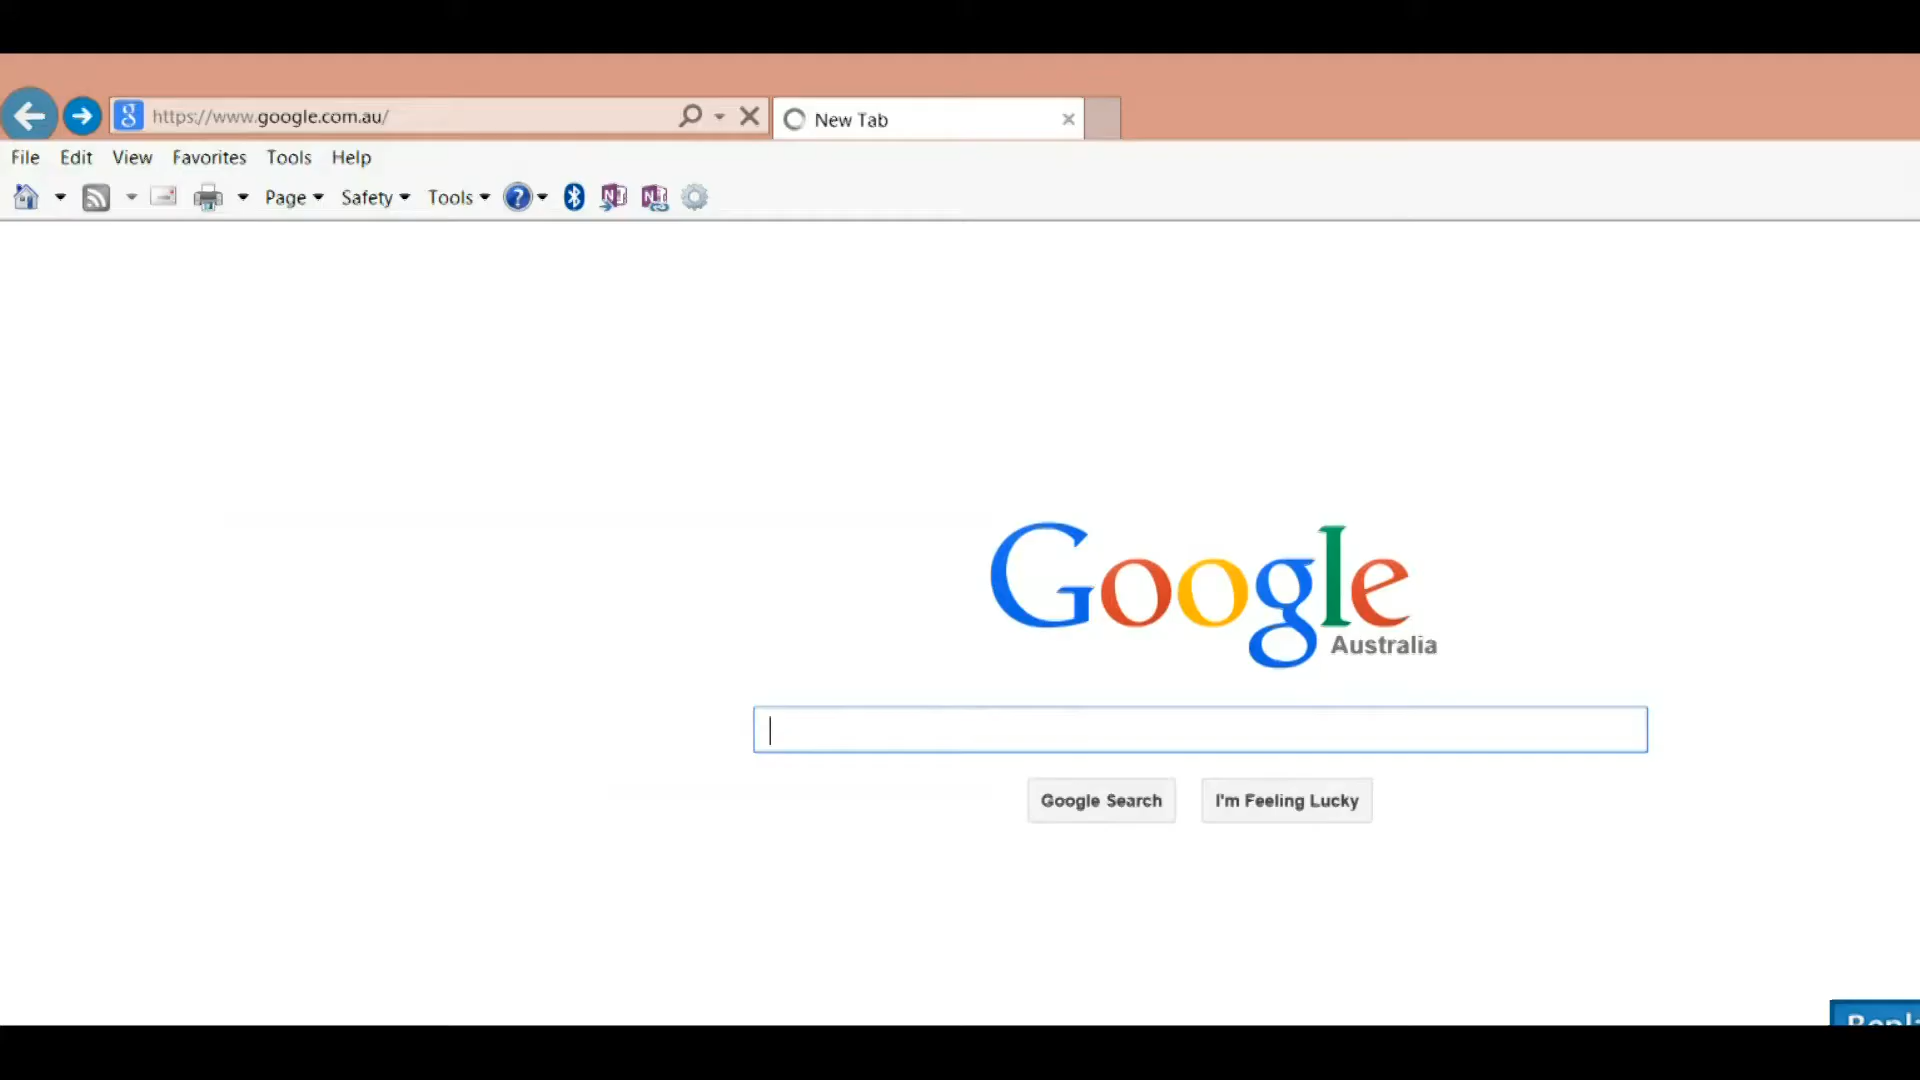 https://www.google.com.au/
New Tab
File Edit View Favorites Tools Help
Page Safety Tools
Google
Australia
Google Search I'm Feeling Lucky